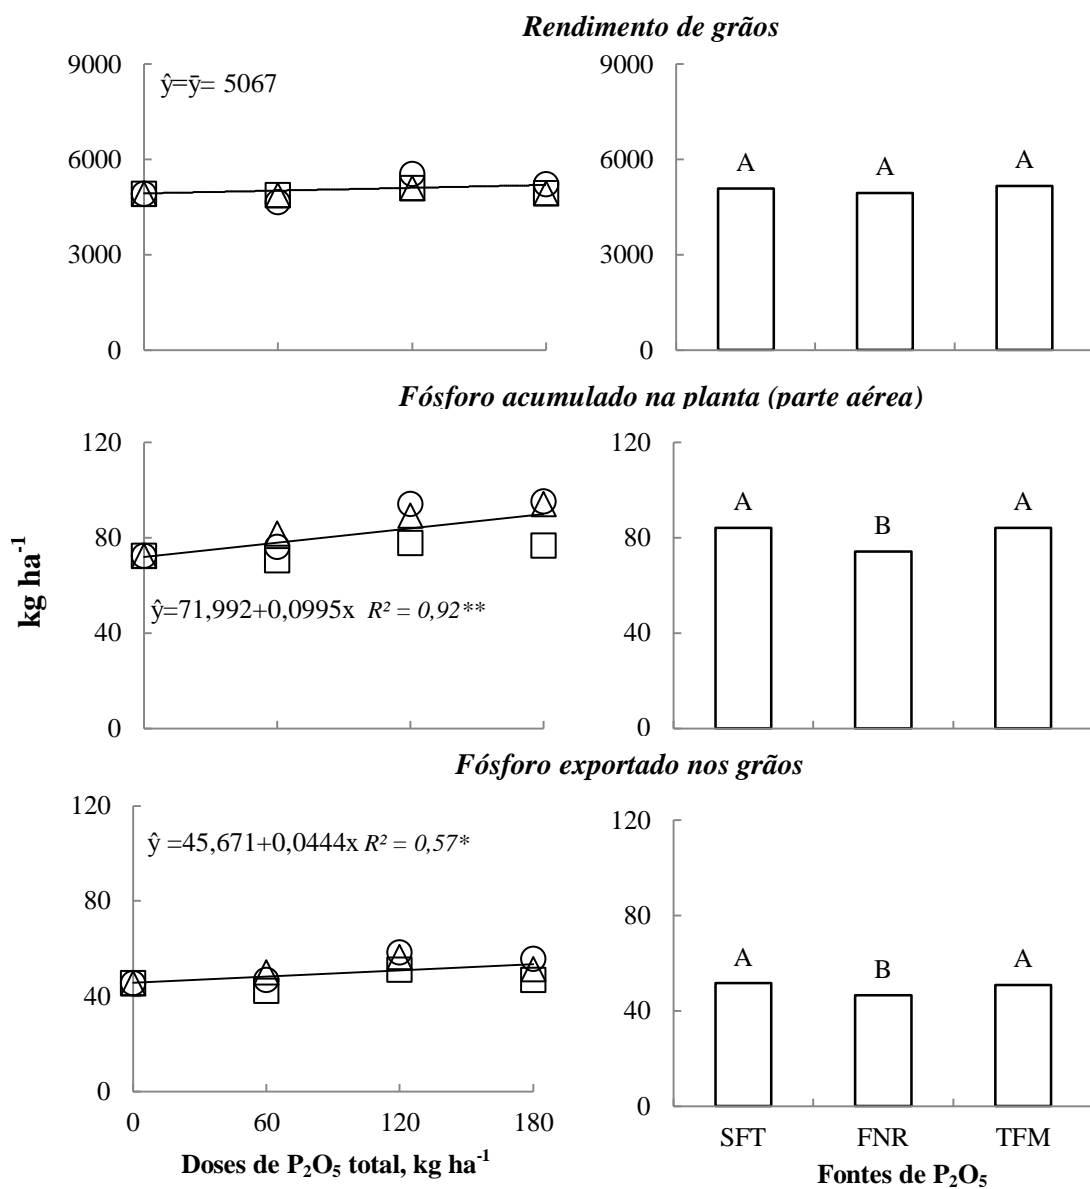 Rendimento de grãos
9000
6000
3000
0
ŷ=ȳ= 5067
9000
6000
3000
0
A
A
A
Fósforo acumulado na planta (parte aérea)
kg ha⁻¹
120
80
40
0
ŷ=71,992+0,0995x R² = 0,92**
120
80
40
0
A
B
A
Fósforo exportado nos grãos
120
80
40
0
ŷ =45,671+0,0444x R² = 0,57*
0 60 120 180
Doses de P₂O₅ total, kg ha⁻¹
120
80
40
0
A
B
A
SFT FNR TFM
Fontes de P₂O₅